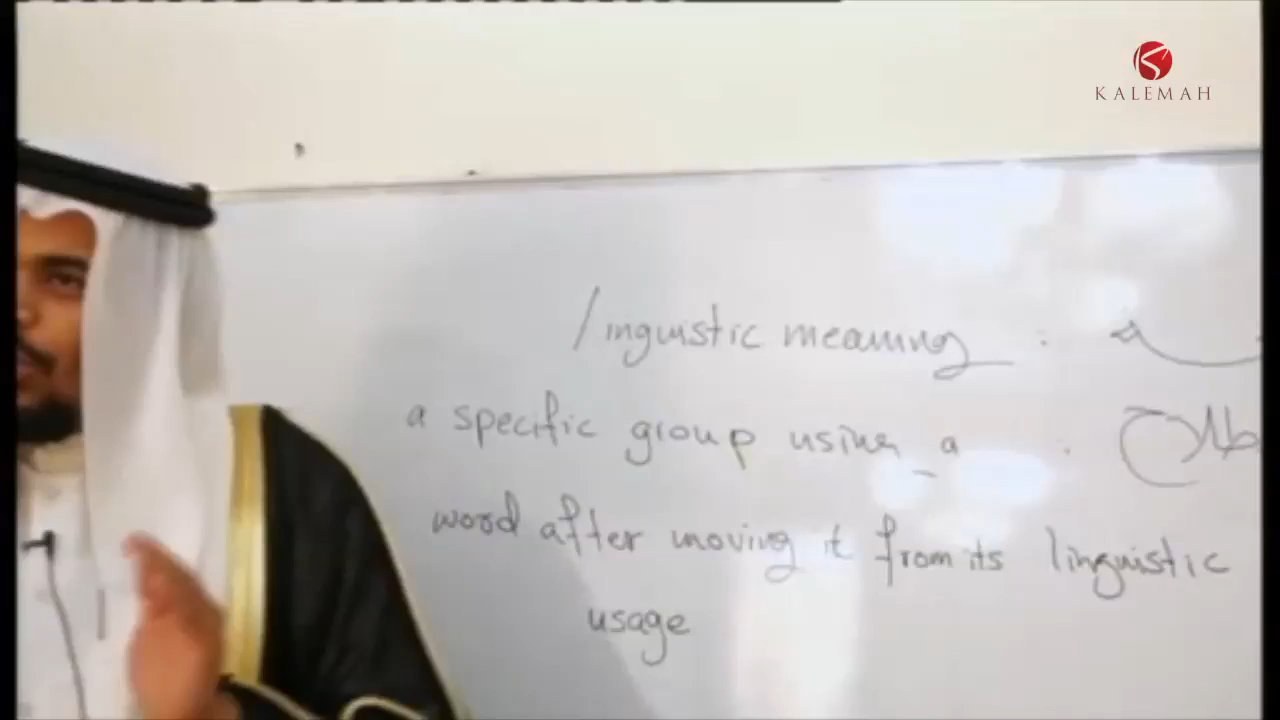 KALEMAH
linguistic meaning :
a specific group using a
word after moving it from its linguistic
usage